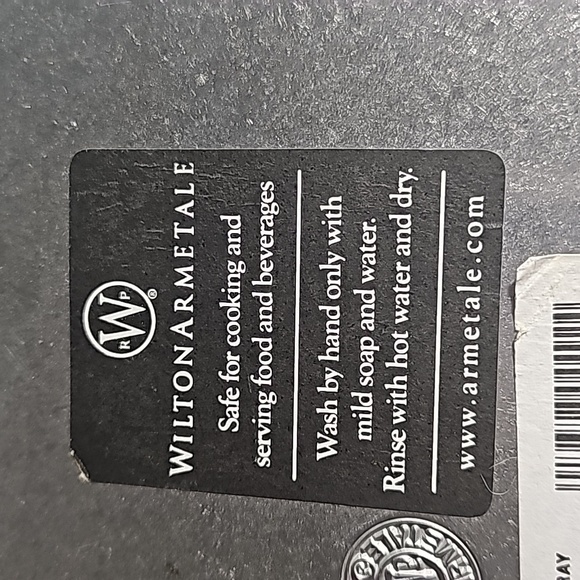 RWP®
WILTONARMETALE
Safe for cooking and
serving food and beverages
Wash by hand only with
mild soap and water.
Rinse with hot water and dry.
www.armetale.com